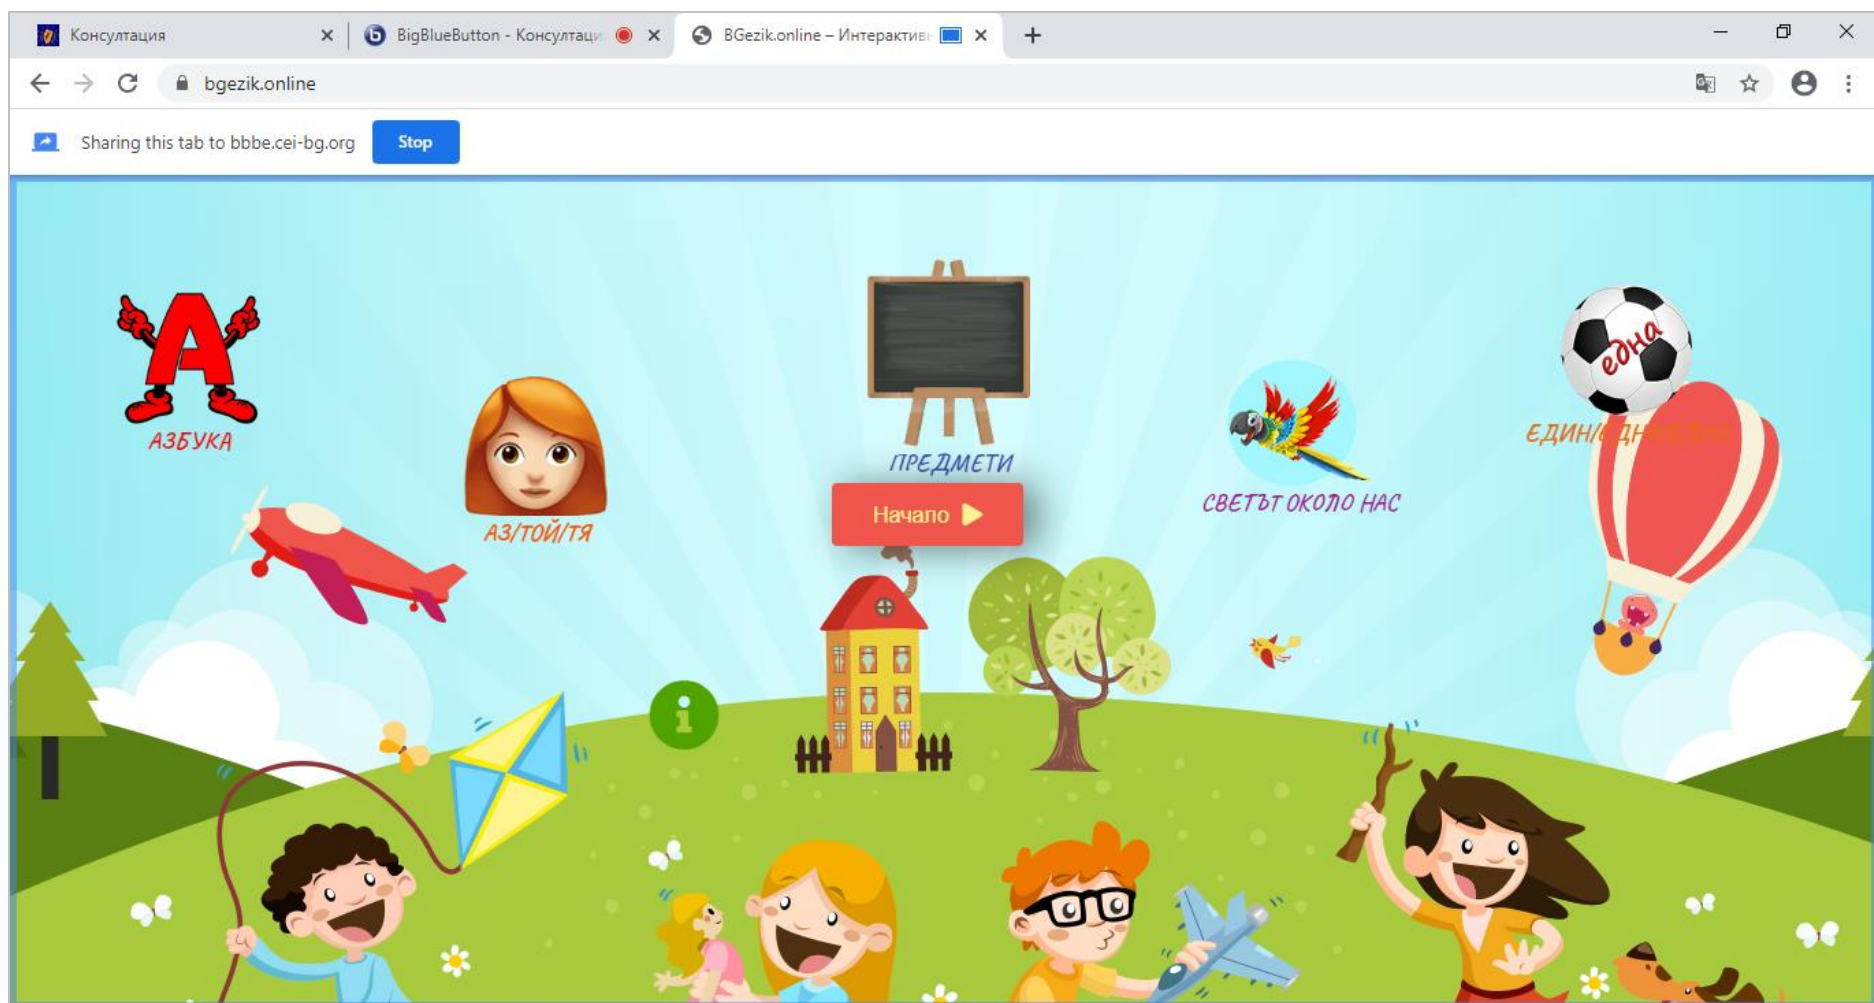 Консултация
BigBlueButton - Консултаци
BGezik.online – Интерактив
bgezik.online
Sharing this tab to bbbe.cei-bg.org
Stop
една
АЗБУКА
ЕДИН/
ПРЕДМЕТИ
СВЕТЪТ ОКОЛО НАС
АЗ/ТОЙ/ТЯ
Начало